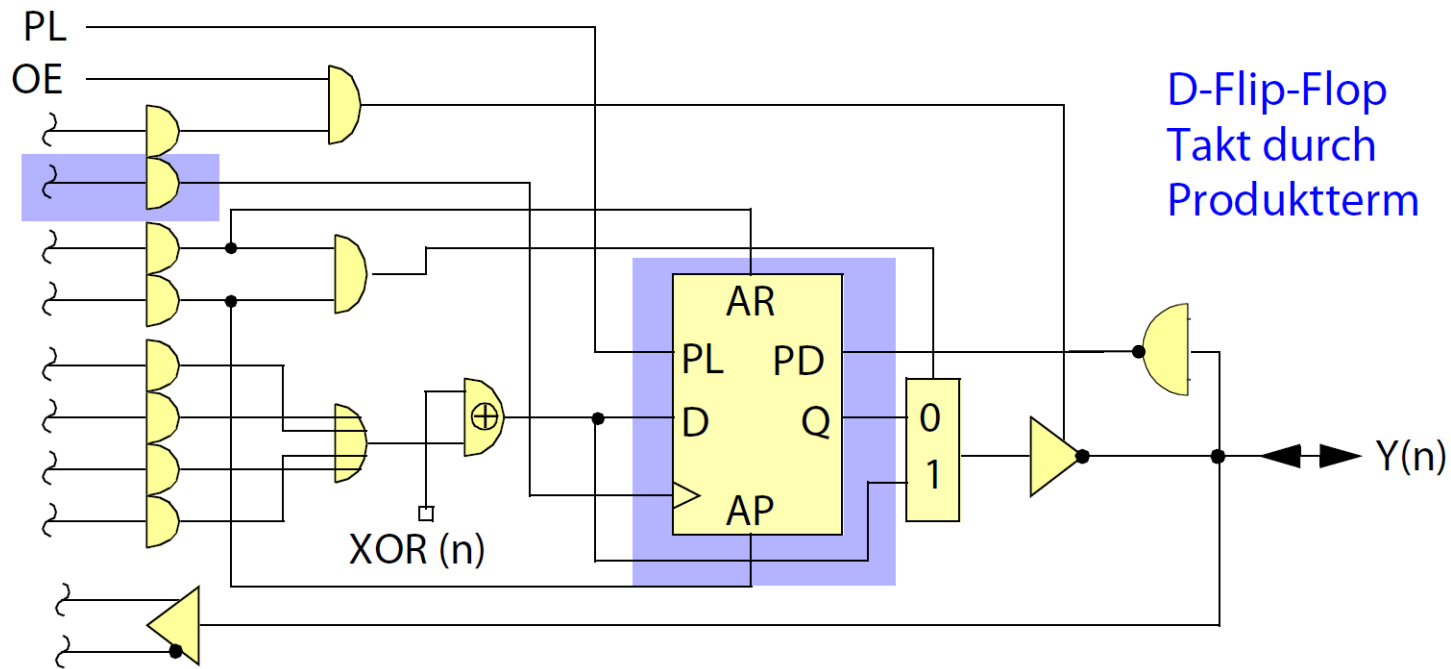 PL
OE
D-Flip-Flop
Takt durch
Produktterm
AR
PL PD
D Q
AP
0
1
Y(n)
XOR (n)